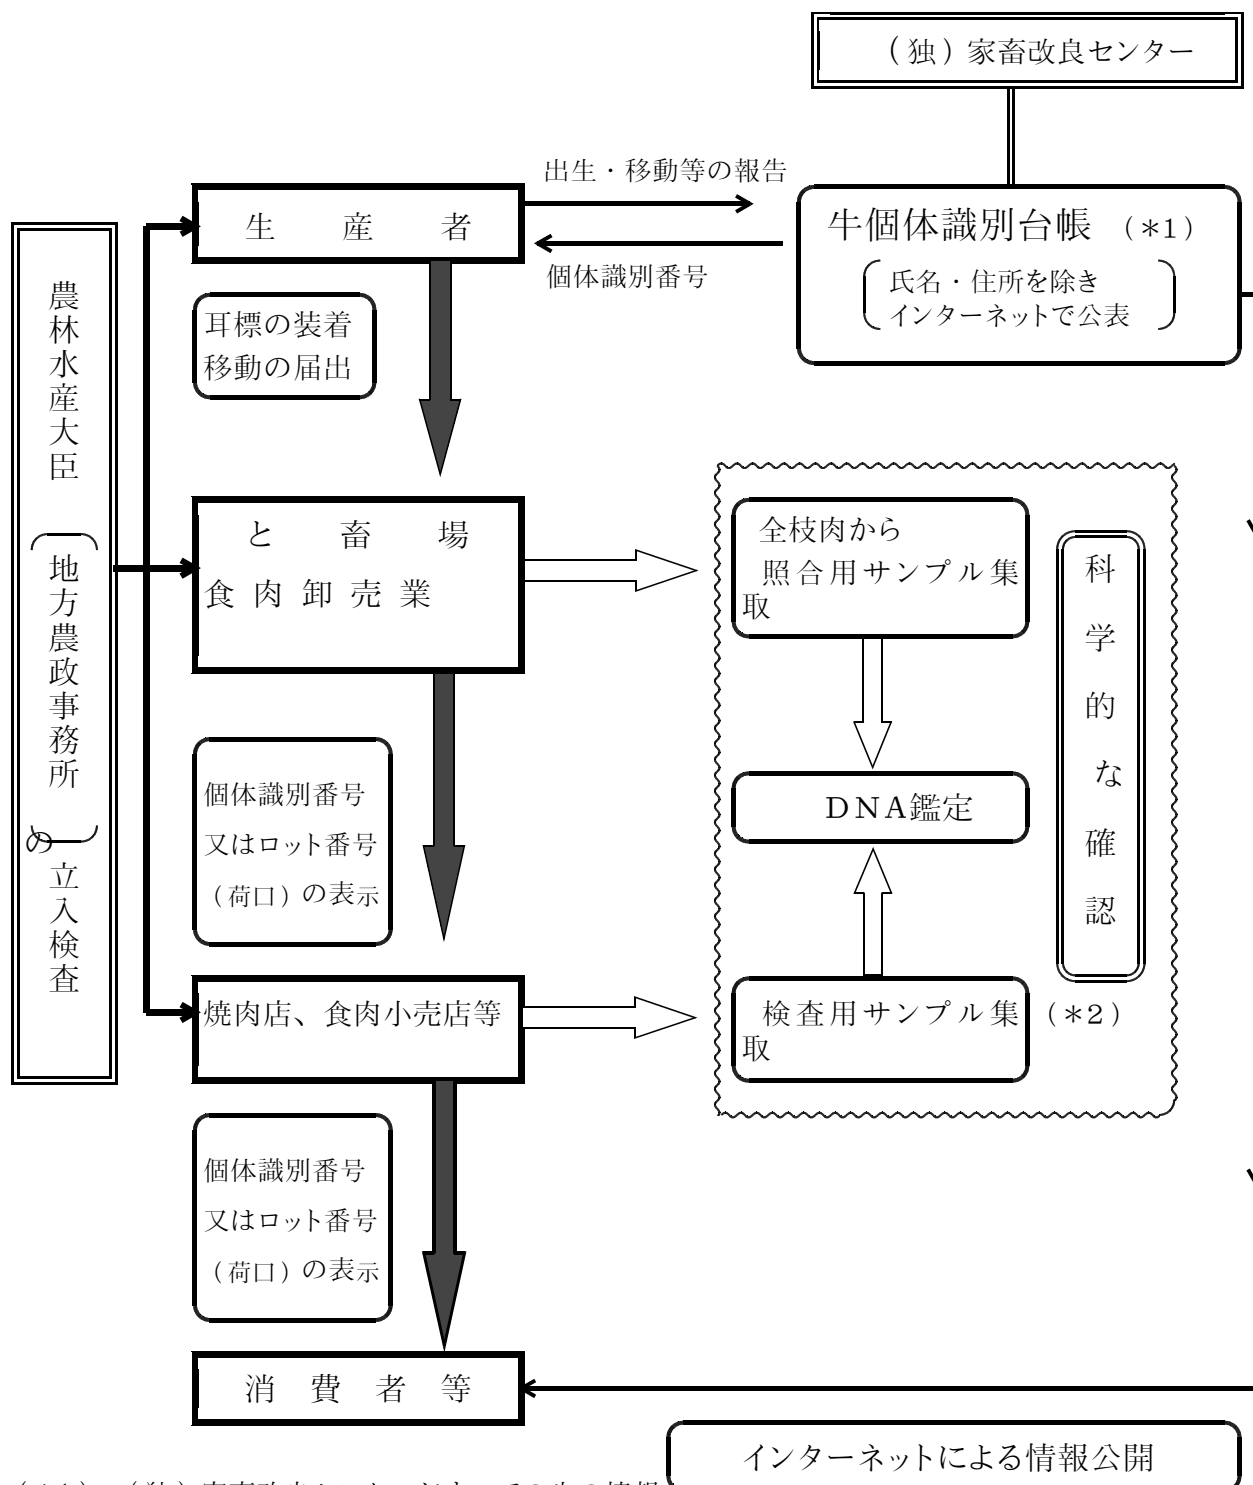 （独）家畜改良センター
出生・移動等の報告
生産者
牛個体識別台帳 （*1）
個体識別番号
氏名・住所を除き
インターネットで公表
耳標の装着
移動の届出
農林水産大臣
地方農政事務所
の
立入検査
と畜場
食肉卸売業
全枝肉から
照合用サンプル集
取
科学的な確認
個体識別番号
又はロット番号
（荷口）の表示
DNA鑑定
焼肉店、食肉小売店等
検査用サンプル集
取
（*2）
個体識別番号
又はロット番号
（荷口）の表示
消費者等
インターネットによる情報公開